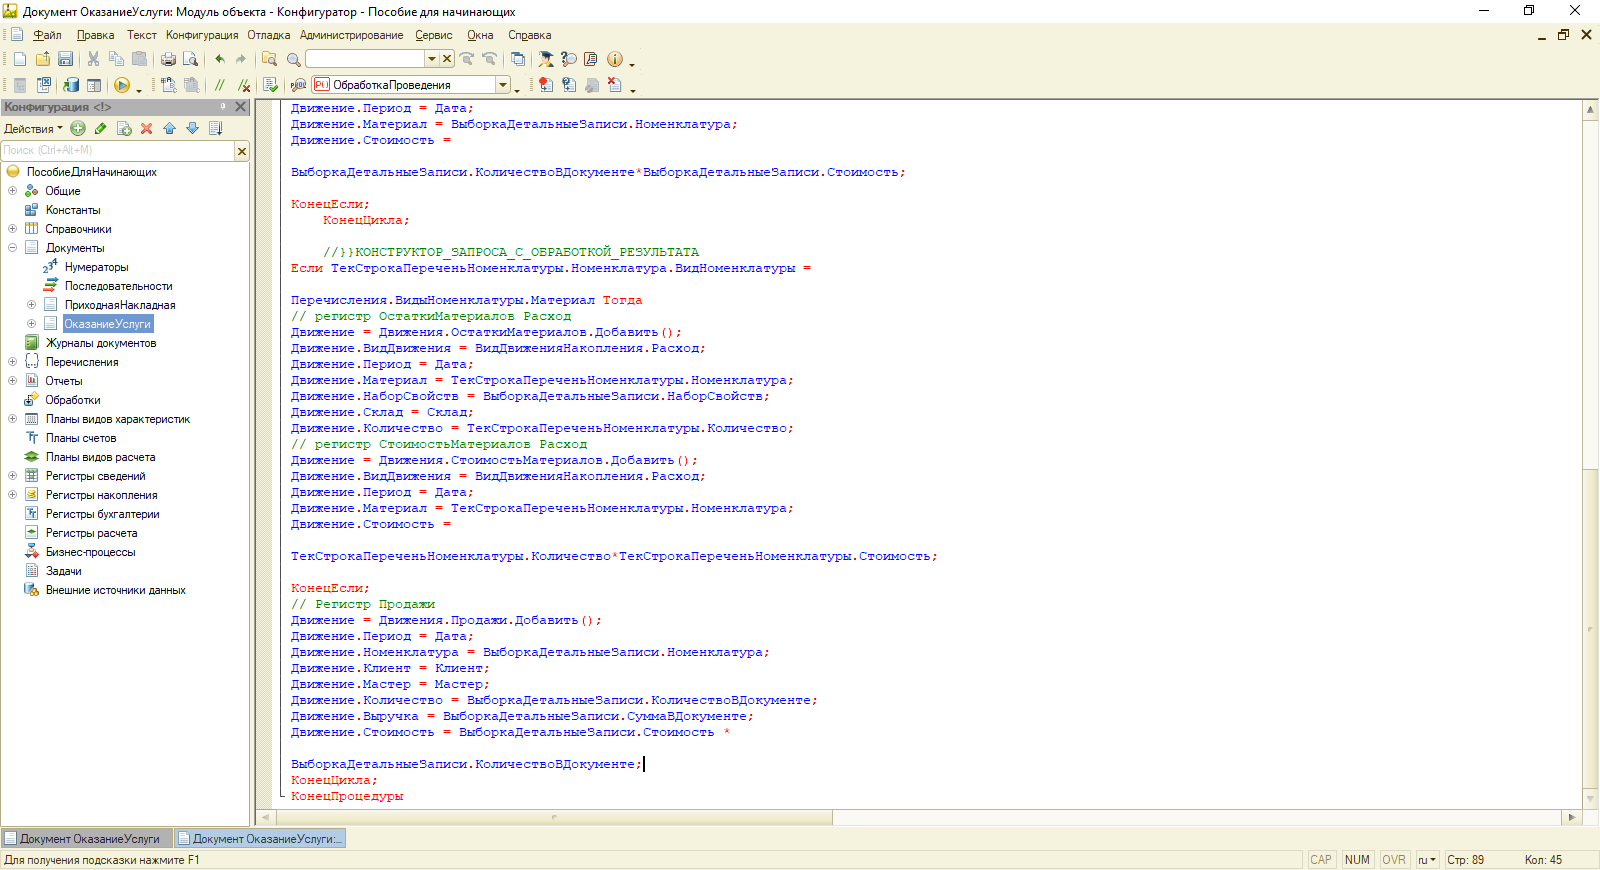 Документ ОказаниеУслуги: Модуль объекта - Конфигуратор - Пособие для начинающих
Файл Правка Текст Конфигурация Отладка Администрирование Сервис Окна Справка
ОбработкаПроведения
Конфигурация <!>
Действия
Поиск (Ctrl+Alt+M)
ПособиеДляНачинающих
Общие
Константы
Справочники
Документы
Нумераторы
Последовательности
ПриходнаяНакладная
ОказаниеУслуги
Журналы документов
Перечисления
Отчеты
Обработки
Планы видов характеристик
Планы счетов
Планы видов расчета
Регистры сведений
Регистры накопления
Регистры бухгалтерии
Регистры расчета
Бизнес-процессы
Задачи
Внешние источники данных
Движение.Период = Дата;
Движение.Материал = ВыборкаДетальныеЗаписи.Номенклатура;
Движение.Стоимость =
ВыборкаДетальныеЗаписи.КоличествоВДокументе*ВыборкаДетальныеЗаписи.Стоимость;
КонецЕсли;
КонецЦикла;
//}}КОНСТРУКТОР_ЗАПРОСА_С_ОБРАБОТКОЙ_РЕЗУЛЬТАТА
Если ТекСтрокаПереченьНоменклатуры.Номенклатура.ВидНоменклатуры =
Перечисления.ВидыНоменклатуры.Материал Тогда
// регистр ОстаткиМатериалов Расход
Движение = Движения.ОстаткиМатериалов.Добавить();
Движение.ВидДвижения = ВидДвиженияНакопления.Расход;
Движение.Период = Дата;
Движение.Материал = ТекСтрокаПереченьНоменклатуры.Номенклатура;
Движение.НаборСвойств = ВыборкаДетальныеЗаписи.НаборСвойств;
Движение.Склад = Склад;
Движение.Количество = ТекСтрокаПереченьНоменклатуры.Количество;
// регистр СтоимостьМатериалов Расход
Движение = Движения.СтоимостьМатериалов.Добавить();
Движение.ВидДвижения = ВидДвиженияНакопления.Расход;
Движение.Период = Дата;
Движение.Материал = ТекСтрокаПереченьНоменклатуры.Номенклатура;
Движение.Стоимость =
ТекСтрокаПереченьНоменклатуры.Количество*ТекСтрокаПереченьНоменклатуры.Стоимость;
КонецЕсли;
// Регистр Продажи
Движение = Движения.Продажи.Добавить();
Движение.Период = Дата;
Движение.Номенклатура = ВыборкаДетальныеЗаписи.Номенклатура;
Движение.Клиент = Клиент;
Движение.Мастер = Мастер;
Движение.Количество = ВыборкаДетальныеЗаписи.КоличествоВДокументе;
Движение.Выручка = ВыборкаДетальныеЗаписи.СуммаВДокументе;
Движение.Стоимость = ВыборкаДетальныеЗаписи.Стоимость *
ВыборкаДетальныеЗаписи.КоличествоВДокументе;
КонецЦикла;
КонецПроцедуры
Документ ОказаниеУслуги Документ ОказаниеУслуги:...
Для получения подсказки нажмите F1 CAP NUM OVR ru Стр: 89 Кол: 45